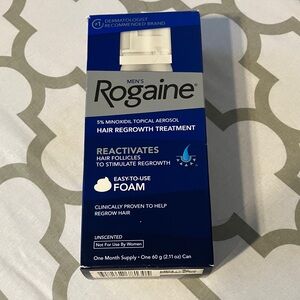 #1 DERMATOLOGIST
RECOMMENDED BRAND
MEN'S
Rogaine®
5% MINOXIDIL TOPICAL AEROSOL
HAIR REGROWTH TREATMENT
REACTIVATES
HAIR FOLLICLES
TO STIMULATE REGROWTH
EASY-TO-USE
FOAM
CLINICALLY PROVEN TO HELP
REGROW HAIR
UNSCENTED
Not For Use By Women
One Month Supply • One 60 g (2.11 oz) Can